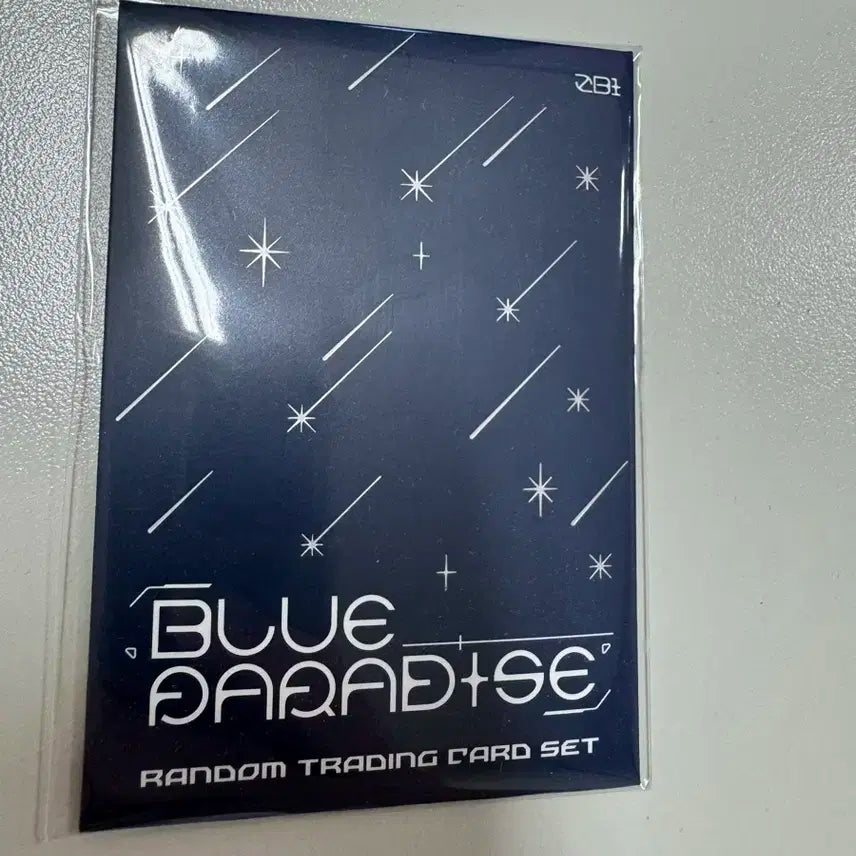 ZB1
BLUE
PARADISE
RANDOM TRADING CARD SET